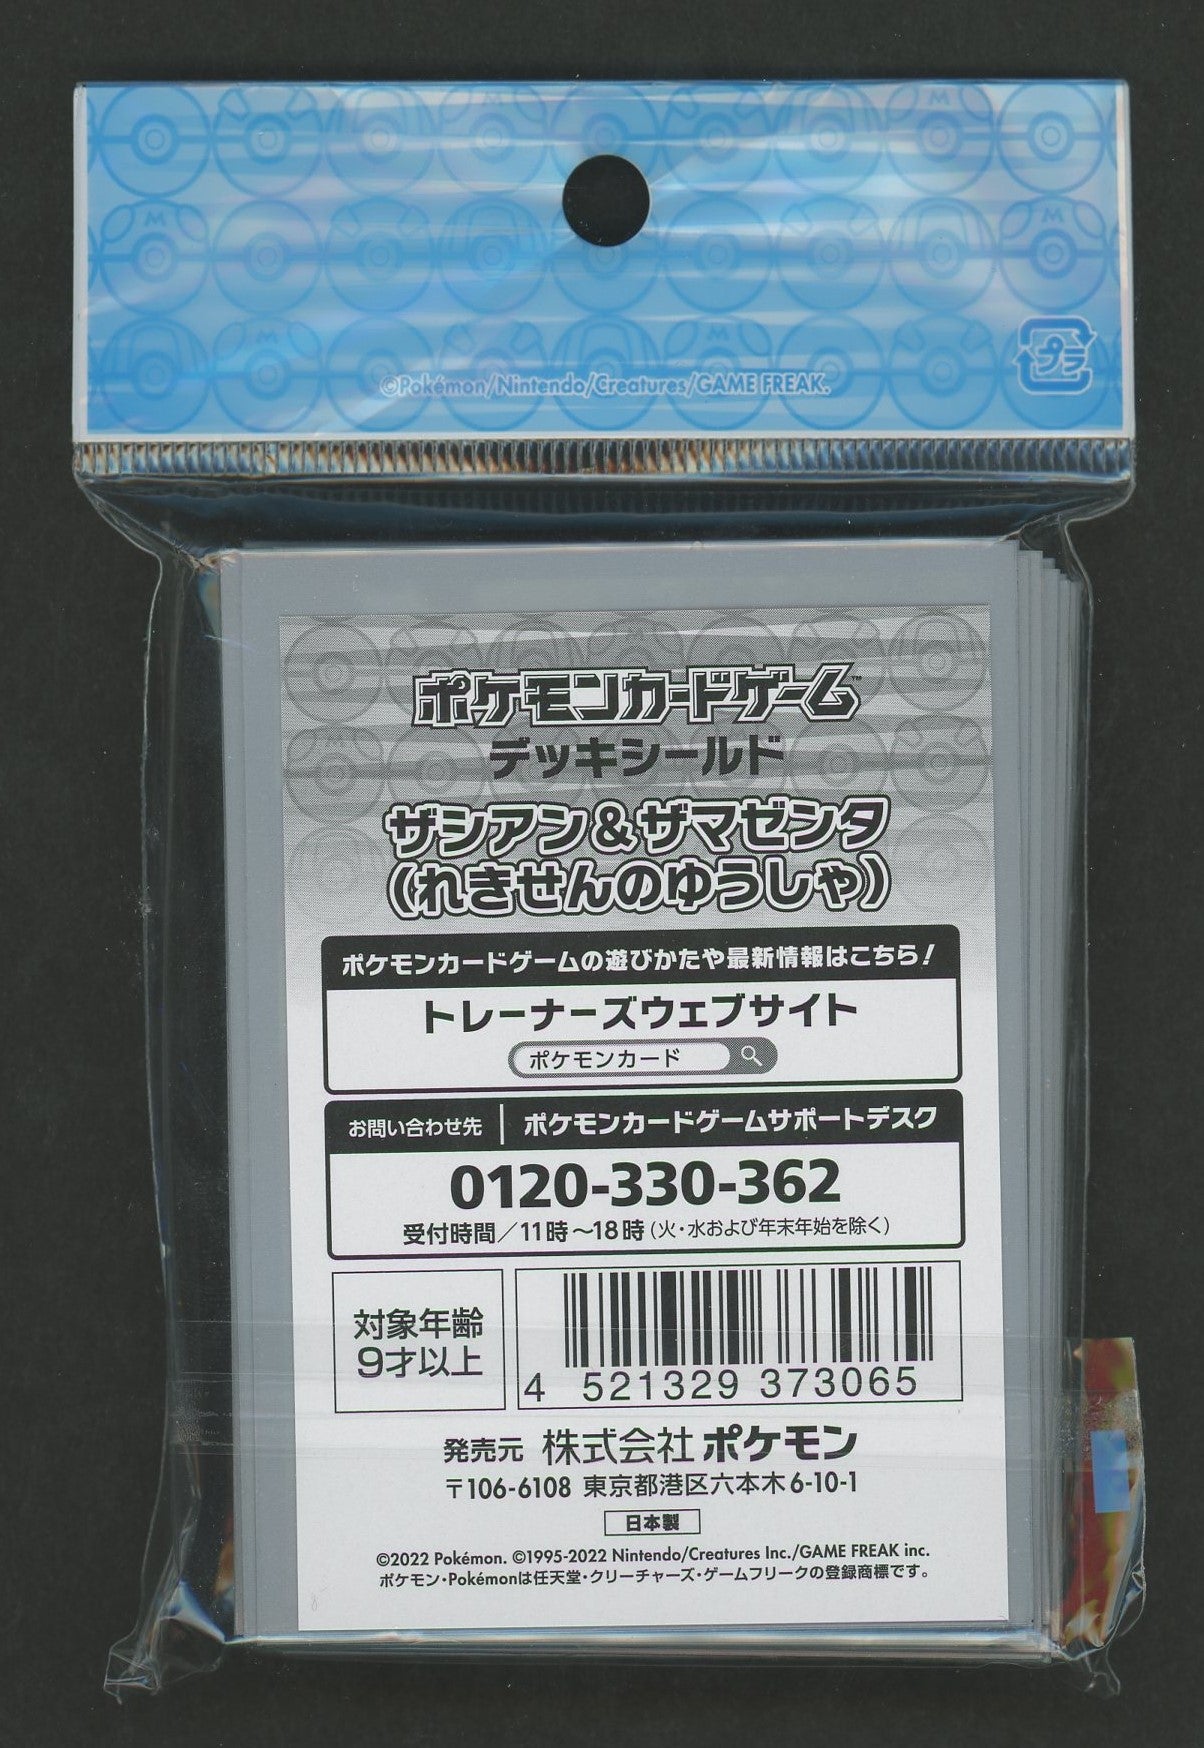 ©Pokémon/Nintendo/Creatures/GAME FREAK.
プラ
ポケモンカードゲーム™
デッキシールド
ザシアン&ザマゼンタ
(れきせんのゆうしゃ)
ポケモンカードゲームの遊びかたや最新情報はこちら!
トレーナーズウェブサイト
ポケモンカード
お問い合わせ先 | ポケモンカードゲームサポートデスク
0120-330-362
受付時間/11時~18時(火・水および年末年始を除く)
対象年齢
9才以上
4 521329 373065
発売元 株式会社ポケモン
〒106-6108 東京都港区六本木6-10-1
日本製
©2022 Pokémon. ©1995-2022 Nintendo/Creatures Inc./GAME FREAK inc.
ポケモン・Pokémonは任天堂・クリーチャーズ・ゲームフリークの登録商標です。